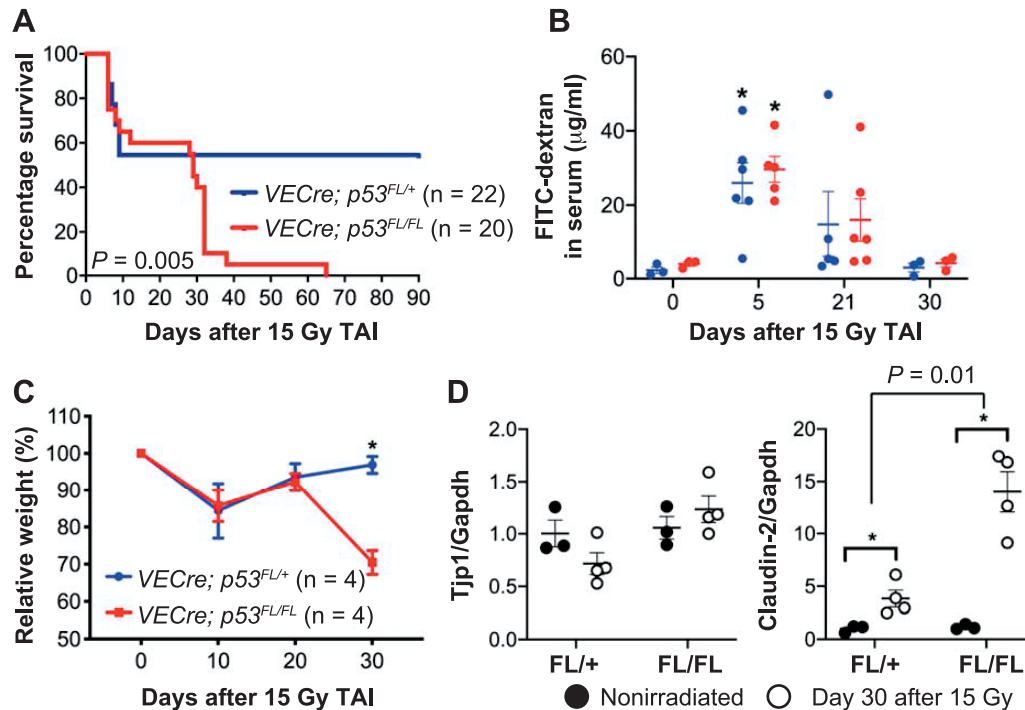 A
Percentage survival
100
80
60
40
20
0
VECre; p53FL/+ (n = 22)
VECre; p53FL/FL (n = 20)
P = 0.005
0 10 20 30 40 50 60 70 80 90
Days after 15 Gy TAI
B
FITC-dextran
in serum (μg/ml)
60
40
20
0
* *
0 5 21 30
Days after 15 Gy TAI
C
Relative weight (%)
110
100
90
80
70
60
50
*
VECre; p53FL/+ (n = 4)
VECre; p53FL/FL (n = 4)
0 10 20 30
Days after 15 Gy TAI
D
Tjp1/Gapdh
2.0
1.5
1.0
0.5
0.0
FL/+ FL/FL
P = 0.01
Claudin-2/Gapdh
20
15
10
5
0
* *
FL/+ FL/FL
Nonirradiated Day 30 after 15 Gy